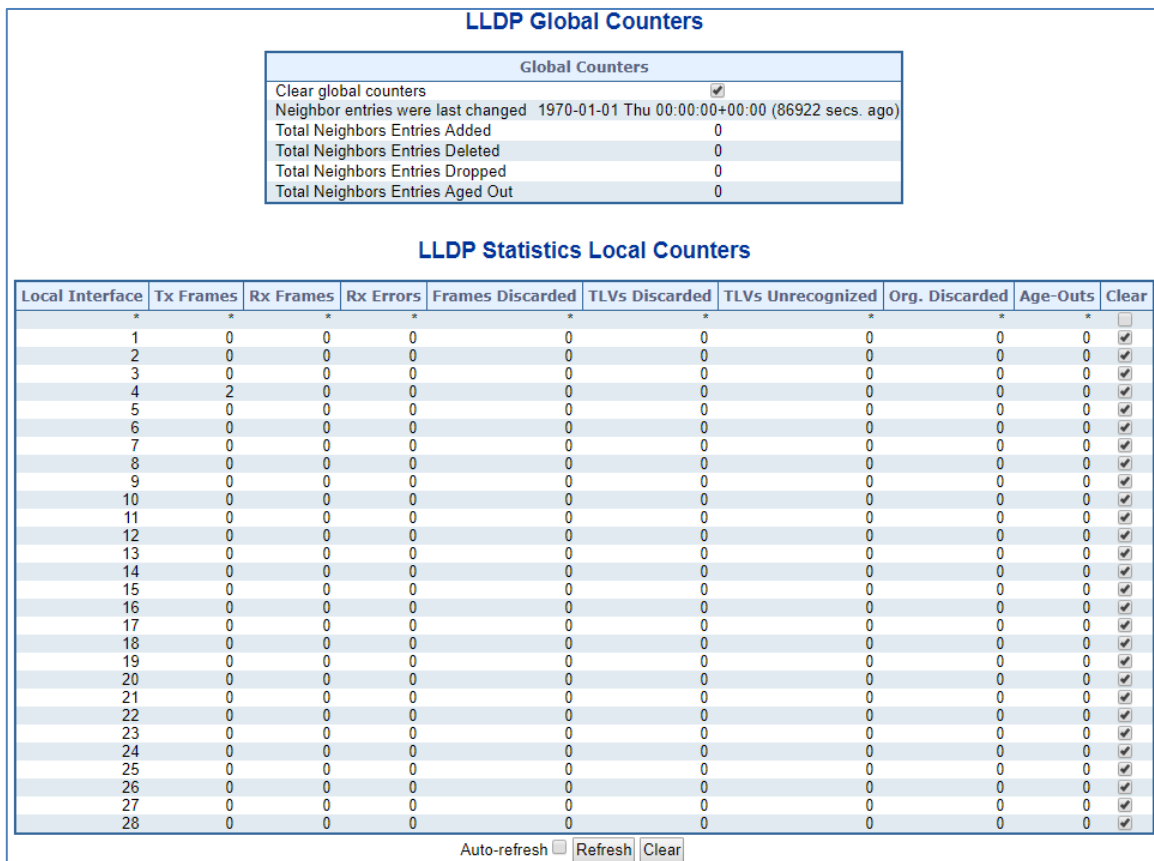 LLDP Global Counters
Global Counters
Clear global counters
Neighbor entries were last changed 1970-01-01 Thu 00:00:00+00:00 (86922 secs. ago)
Total Neighbors Entries Added 0
Total Neighbors Entries Deleted 0
Total Neighbors Entries Dropped 0
Total Neighbors Entries Aged Out 0
LLDP Statistics Local Counters
Local Interface Tx Frames Rx Frames Rx Errors Frames Discarded TLVs Discarded TLVs Unrecognized Org. Discarded Age-Outs Clear
* * * * * * * * *
1 0 0 0 0 0 0 0 0
2 0 0 0 0 0 0 0 0
3 0 0 0 0 0 0 0 0
4 2 0 0 0 0 0 0 0
5 0 0 0 0 0 0 0 0
6 0 0 0 0 0 0 0 0
7 0 0 0 0 0 0 0 0
8 0 0 0 0 0 0 0 0
9 0 0 0 0 0 0 0 0
10 0 0 0 0 0 0 0 0
11 0 0 0 0 0 0 0 0
12 0 0 0 0 0 0 0 0
13 0 0 0 0 0 0 0 0
14 0 0 0 0 0 0 0 0
15 0 0 0 0 0 0 0 0
16 0 0 0 0 0 0 0 0
17 0 0 0 0 0 0 0 0
18 0 0 0 0 0 0 0 0
19 0 0 0 0 0 0 0 0
20 0 0 0 0 0 0 0 0
21 0 0 0 0 0 0 0 0
22 0 0 0 0 0 0 0 0
23 0 0 0 0 0 0 0 0
24 0 0 0 0 0 0 0 0
25 0 0 0 0 0 0 0 0
26 0 0 0 0 0 0 0 0
27 0 0 0 0 0 0 0 0
28 0 0 0 0 0 0 0 0
Auto-refresh Refresh Clear